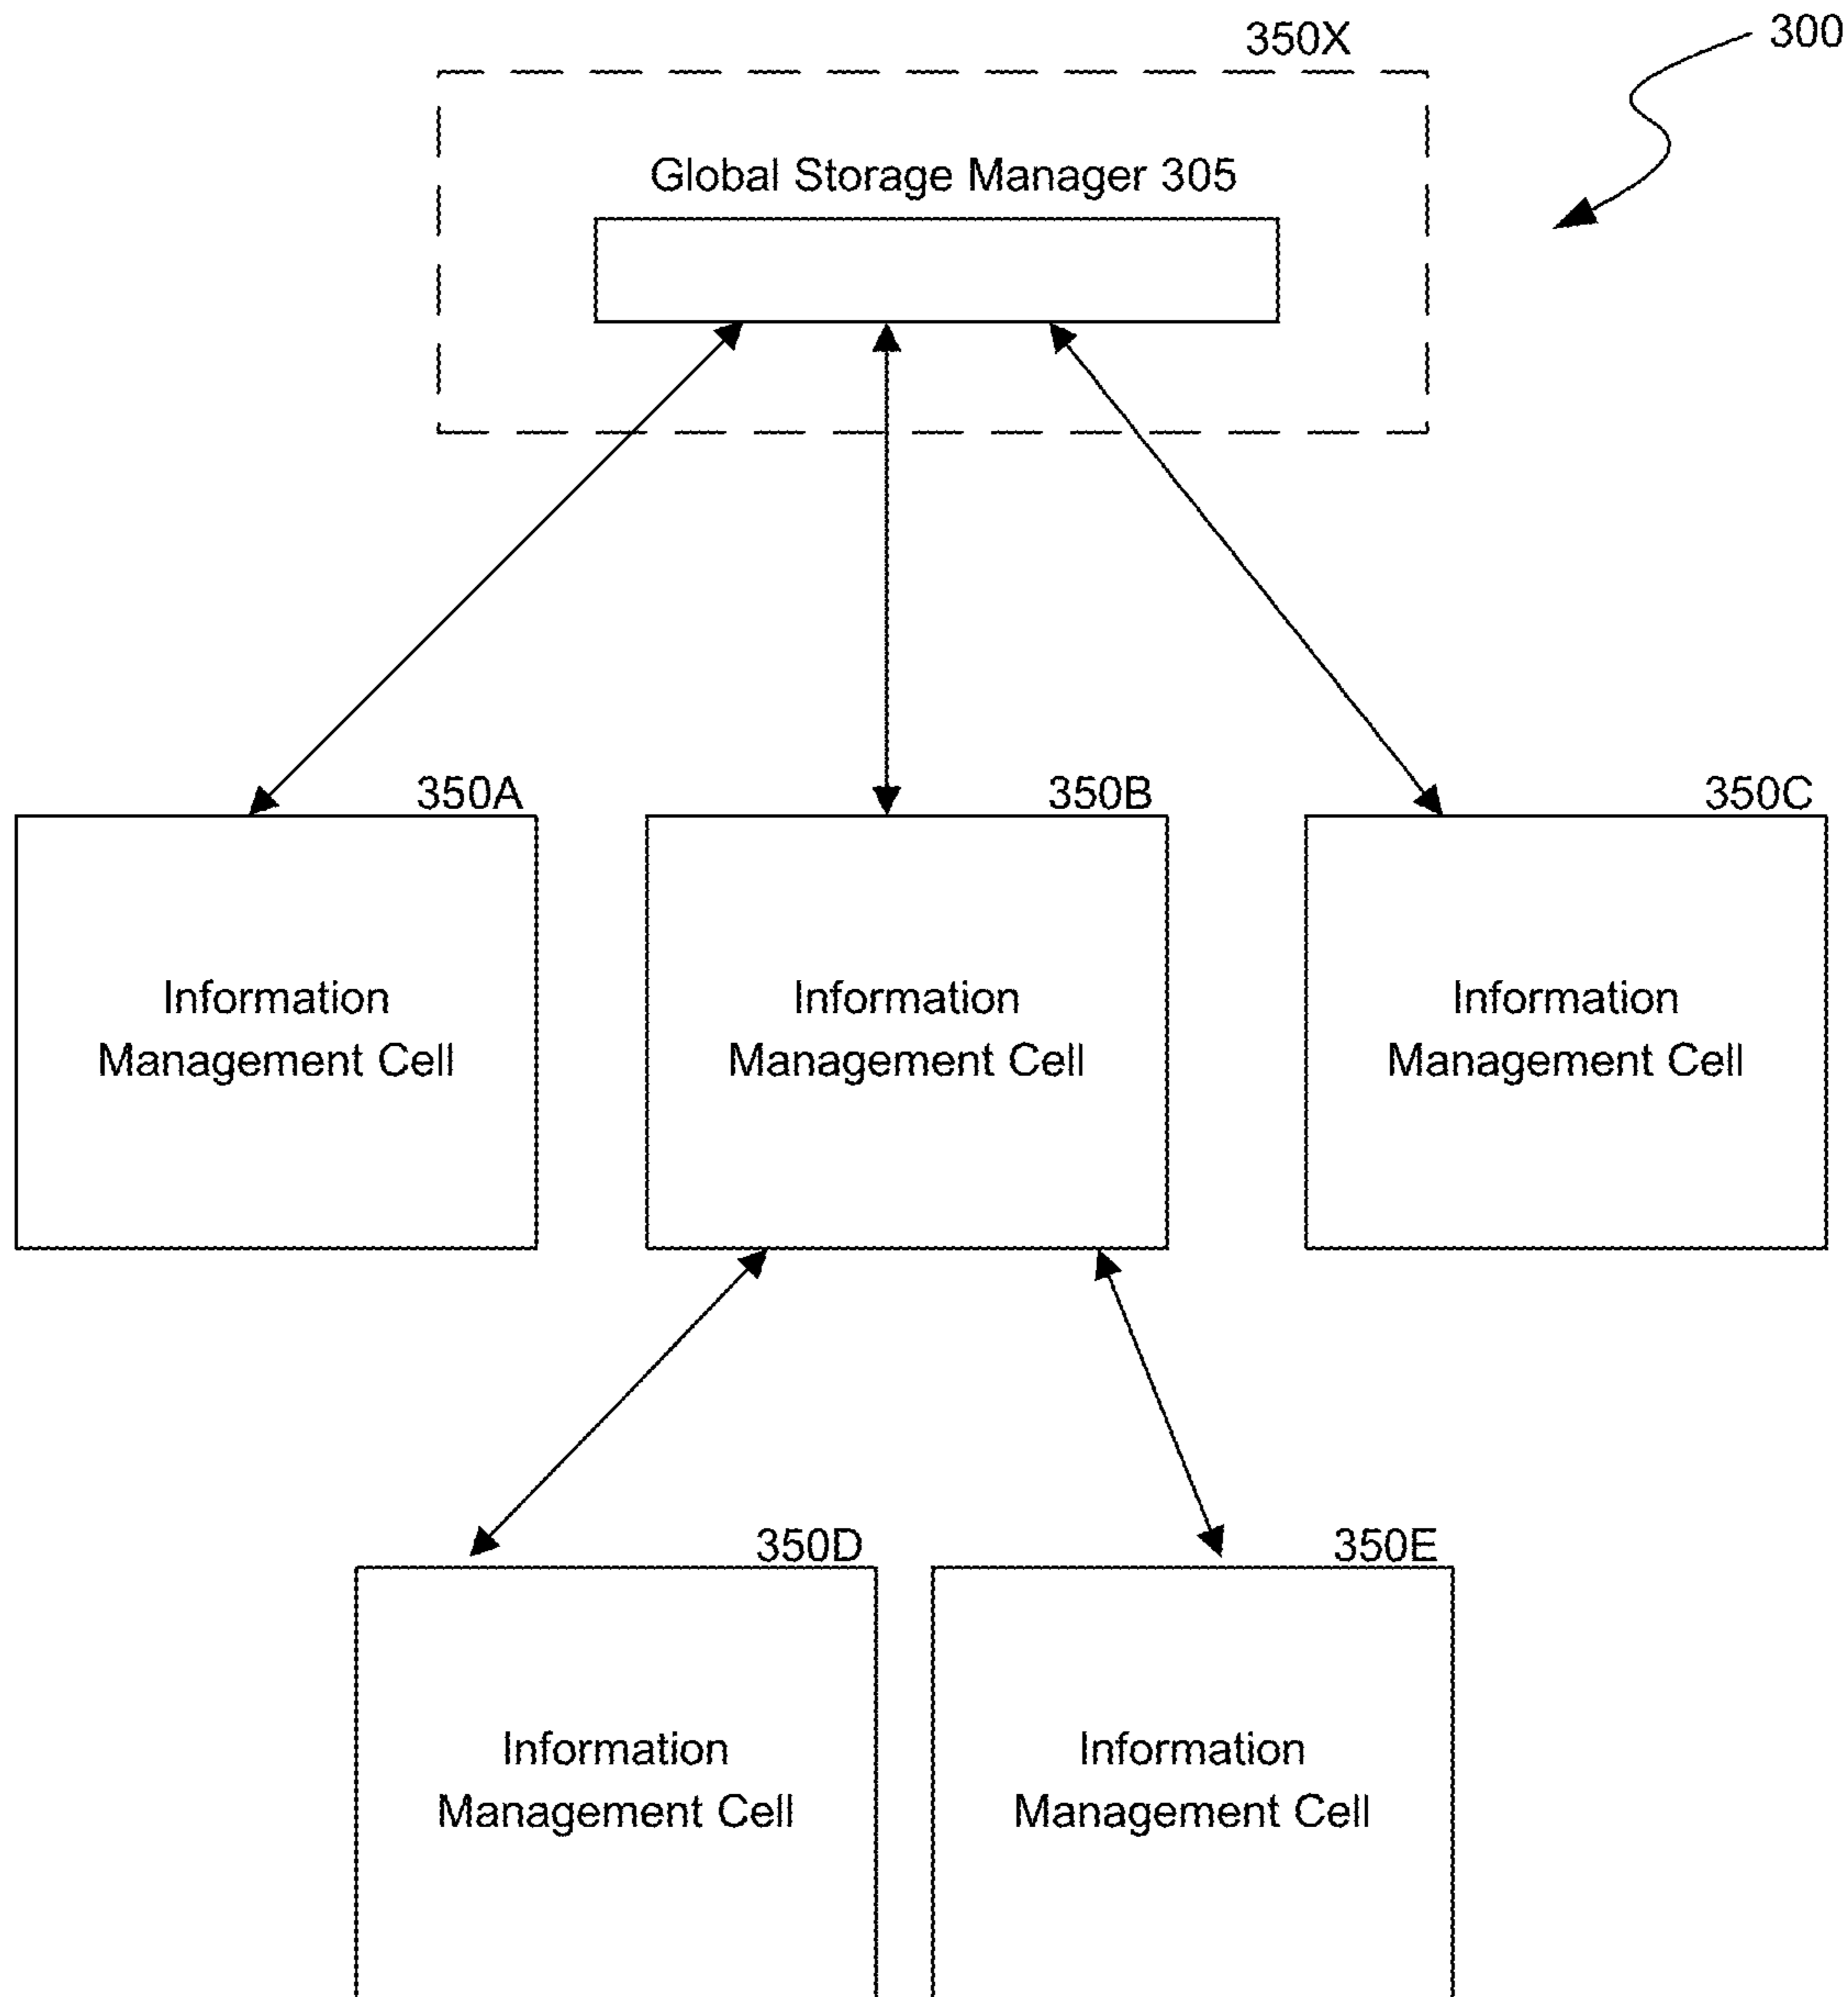 350X
300
Global Storage Manager 305
350A
350B
350C
Information
Management Cell
Information
Management Cell
Information
Management Cell
350D
350E
Information
Management Cell
Information
Management Cell